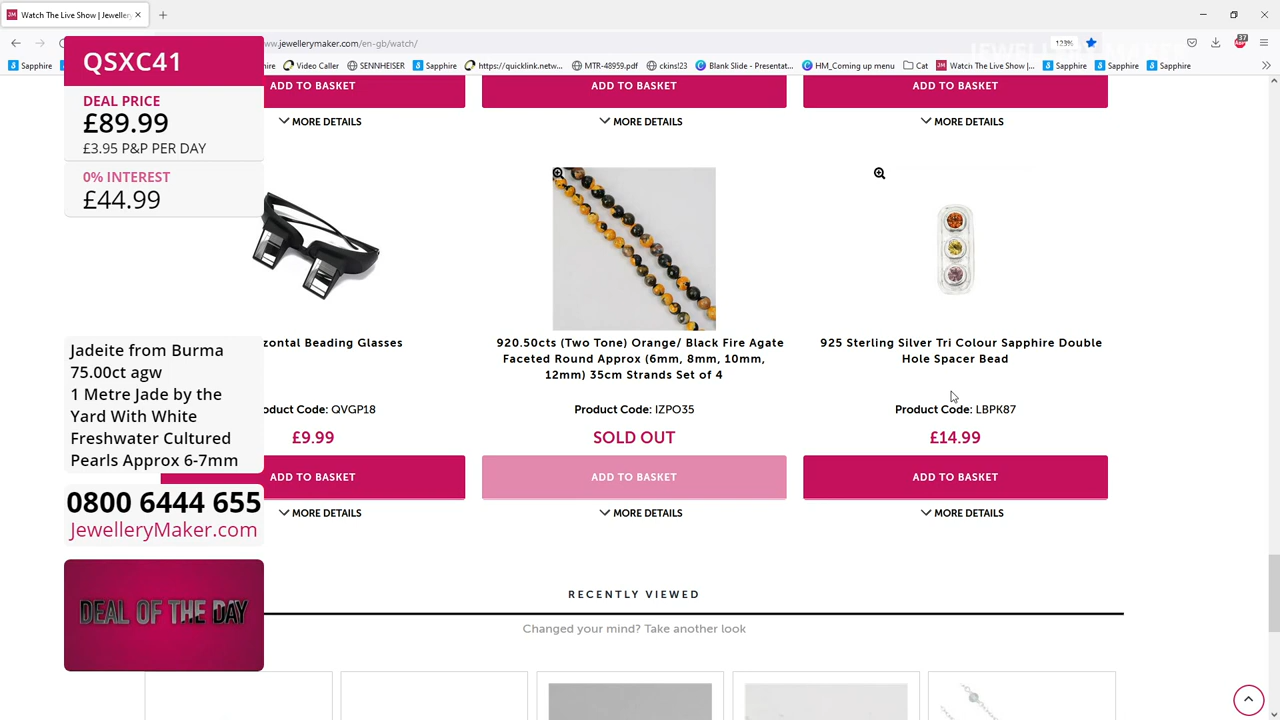 Watch The Live Show | Jeweller
QSXC41
DEAL PRICE
£89.99
£3.95 P&P PER DAY
0% INTEREST
£44.99
Jadeite from Burma
75.00ct agw
1 Metre Jade by the
Yard With White
Freshwater Cultured
Pearls Approx 6-7mm
0800 6444 655
JewelleryMaker.com
DEAL OF THE DAY
ww.jewellerymaker.com/en-gb/watch/
123%
37
Sapphire
Video Caller
SENNHEISER
Sapphire
https://quicklink.netw...
MTR-48959.pdf
ckins!23
Blank Slide - Presentat...
HM_Coming up menu
Cat
Watch The Live Show |...
Sapphire
Sapphire
Sapphire
ADD TO BASKET
ADD TO BASKET
ADD TO BASKET
MORE DETAILS
MORE DETAILS
MORE DETAILS
zontal Beading Glasses
oduct Code: QVGP18
£9.99
ADD TO BASKET
MORE DETAILS
920.50cts (Two Tone) Orange/ Black Fire Agate
Faceted Round Approx (6mm, 8mm, 10mm,
12mm) 35cm Strands Set of 4
Product Code: IZPO35
SOLD OUT
ADD TO BASKET
MORE DETAILS
925 Sterling Silver Tri Colour Sapphire Double
Hole Spacer Bead
Product Code: LBPK87
£14.99
ADD TO BASKET
MORE DETAILS
RECENTLY VIEWED
Changed your mind? Take another look